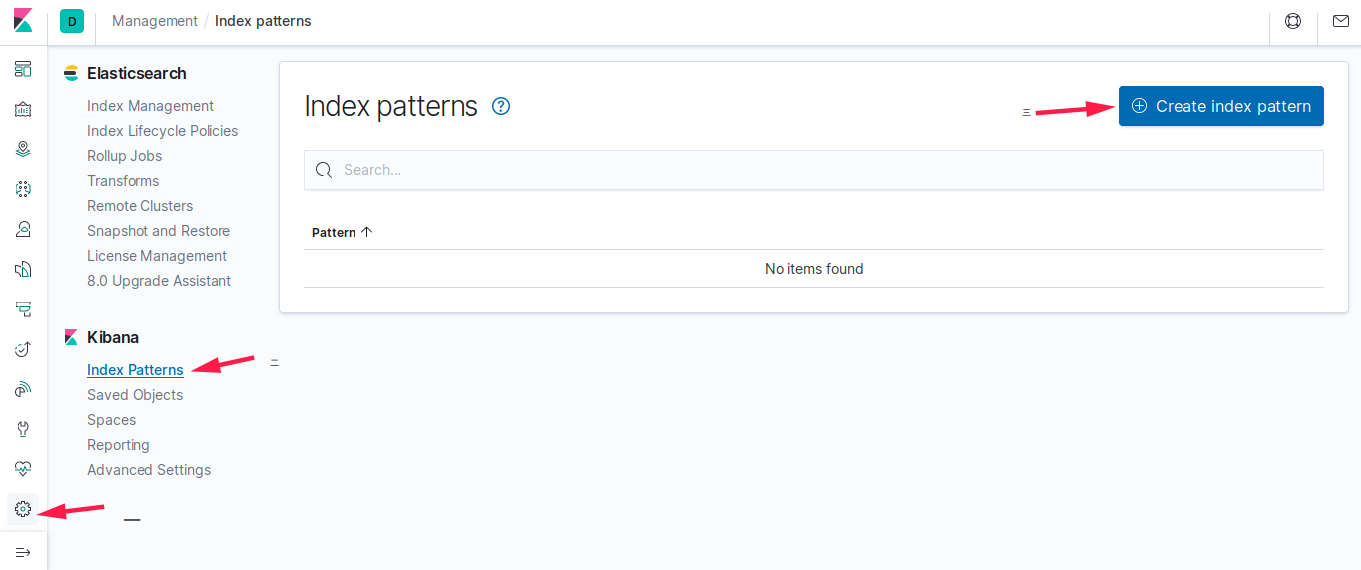 D
Management / Index patterns
Elasticsearch
Index Management
Index Lifecycle Policies
Rollup Jobs
Transforms
Remote Clusters
Snapshot and Restore
License Management
8.0 Upgrade Assistant
Kibana
Index Patterns
Saved Objects
Spaces
Reporting
Advanced Settings
Index patterns
Create index pattern
Search...
Pattern
No items found